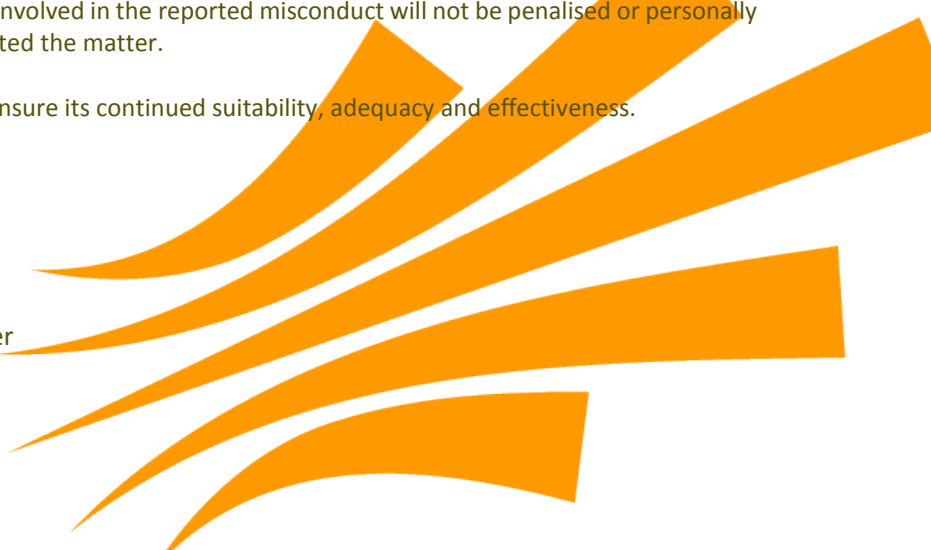 nvolved in the reported misconduct will not be penalised or personally
ted the matter.
nsure its continued suitability, adequacy and effectiveness.
er